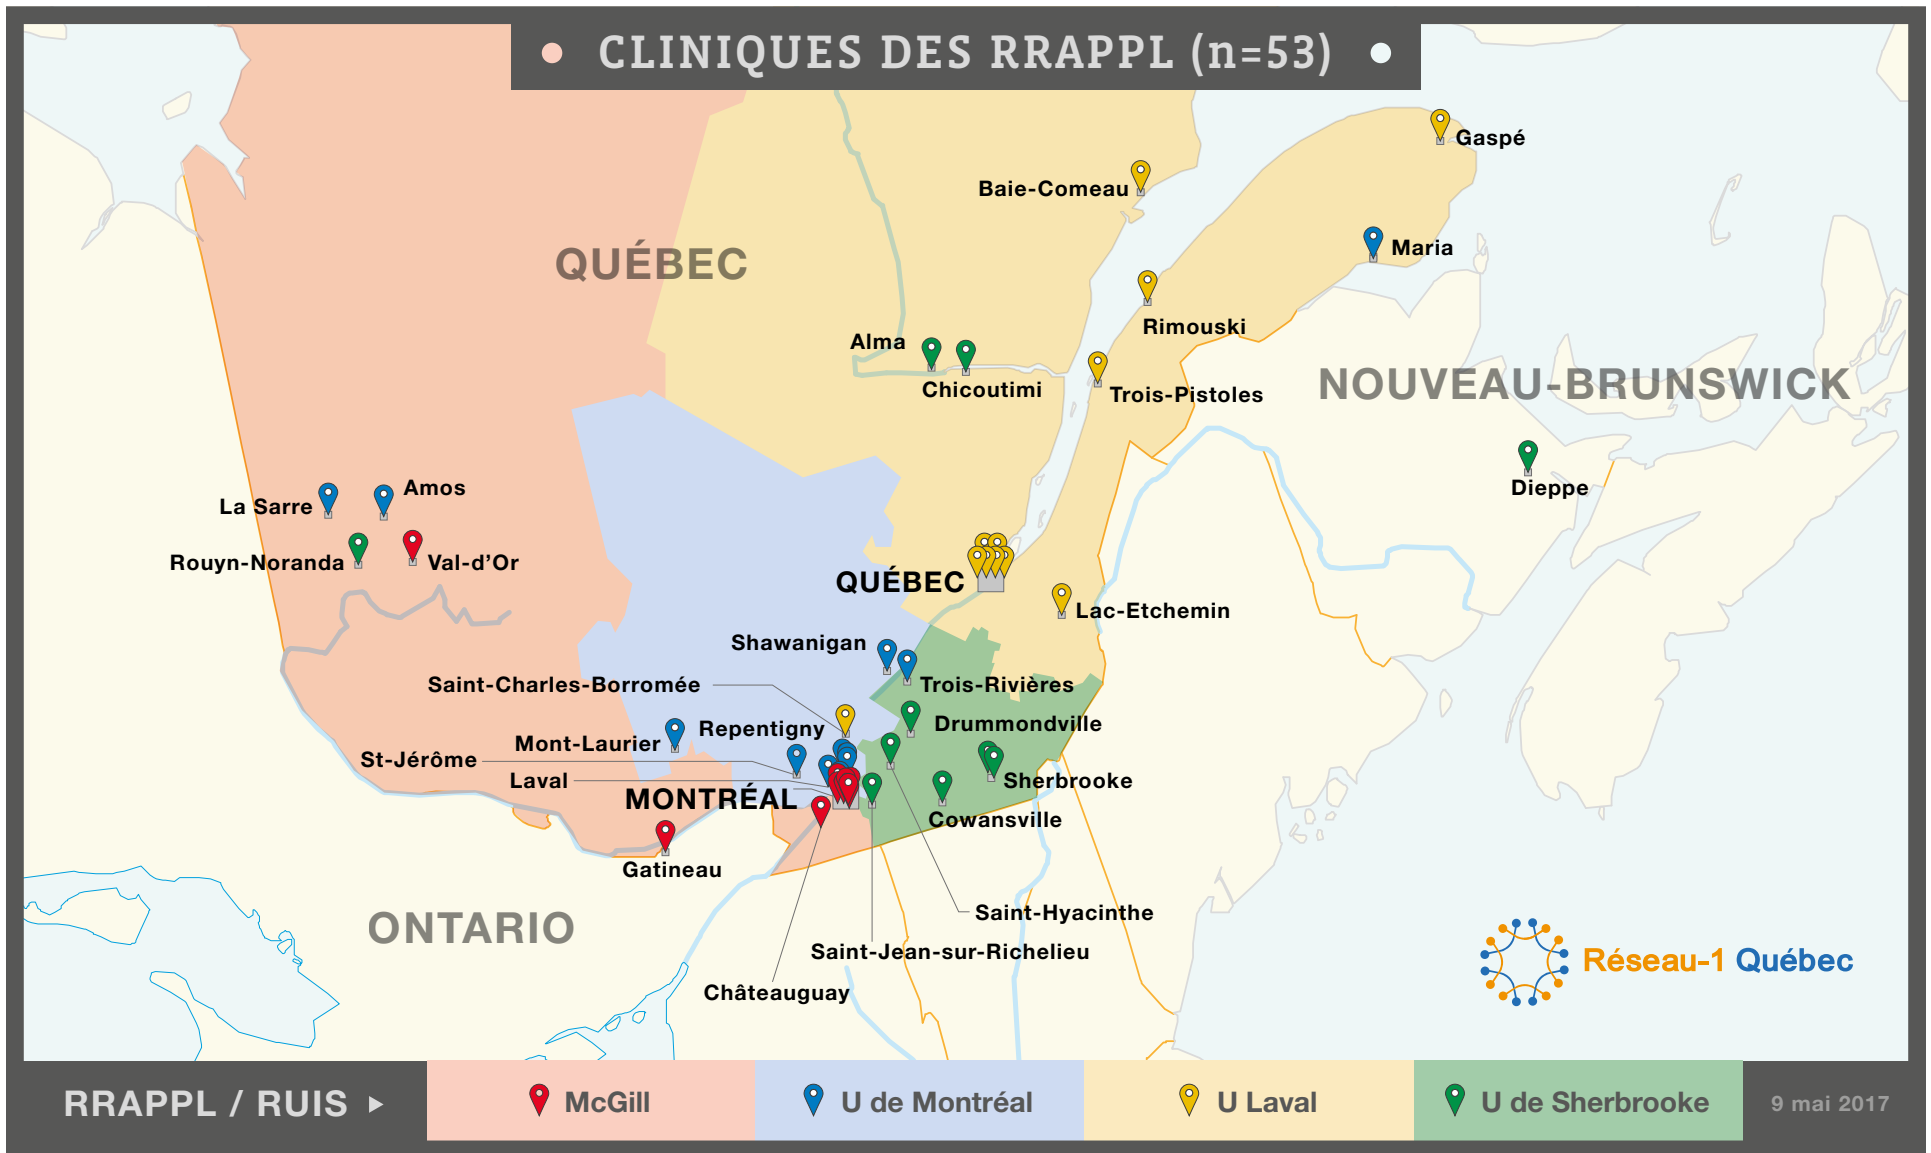 CLINIQUES DES RRAPPL (n=53)
Gaspé
Baie-Comeau
Maria
QUÉBEC
Rimouski
Alma
Chicoutimi
Trois-Pistoles
NOUVEAU-BRUNSWICK
Dieppe
La Sarre
Amos
Rouyn-Noranda
Val-d'Or
QUÉBEC
Lac-Etchemin
Shawanigan
Saint-Charles-Borromée
Trois-Rivières
Repentigny
Drummondville
Mont-Laurier
St-Jérôme
Laval
Sherbrooke
MONTRÉAL
Cowansville
Gatineau
ONTARIO
Saint-Hyacinthe
Saint-Jean-sur-Richelieu
Châteauguay
Réseau-1 Québec
RRAPPL / RUIS
McGill
U de Montréal
U Laval
U de Sherbrooke
9 mai 2017